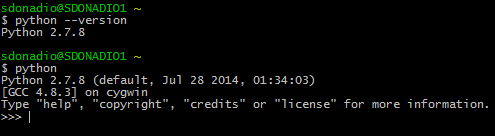 sdonadio@SDONADIO1 ~
$ python --version
Python 2.7.8
sdonadio@SDONADIO1 ~
$ python
Python 2.7.8 (default, Jul 28 2014, 01:34:03)
[GCC 4.8.3] on cygwin
Type "help", "copyright", "credits" or "license" for more information.
>>>